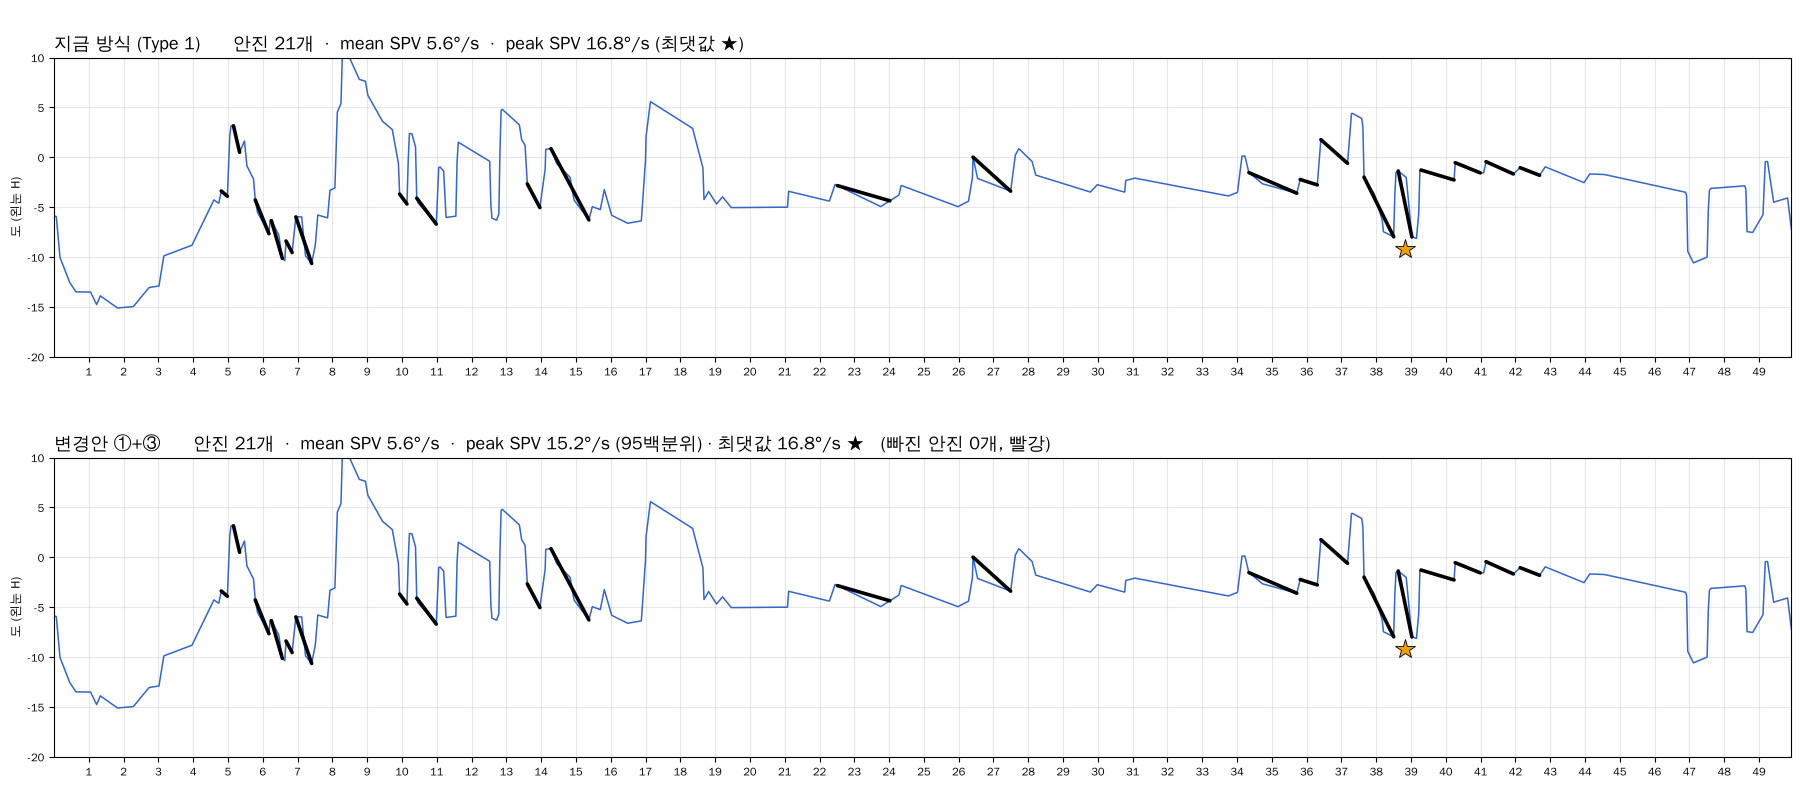 지금 방식 (Type 1) 안진 21개 · mean SPV 5.6°/s · peak SPV 16.8°/s (최댓값 ★)
10
5
0
-5
-10
-15
-20
도 (왼눈 H)
1 2 3 4 5 6 7 8 9 10 11 12 13 14 15 16 17 18 19 20 21 22 23 24 25 26 27 28 29 30 31 32 33 34 35 36 37 38 39 40 41 42 43 44 45 46 47 48 49
변경안 ①+③ 안진 21개 · mean SPV 5.6°/s · peak SPV 15.2°/s (95백분위) · 최댓값 16.8°/s ★ (빠진 안진 0개, 빨강)
10
5
0
-5
-10
-15
-20
도 (왼눈 H)
1 2 3 4 5 6 7 8 9 10 11 12 13 14 15 16 17 18 19 20 21 22 23 24 25 26 27 28 29 30 31 32 33 34 35 36 37 38 39 40 41 42 43 44 45 46 47 48 49